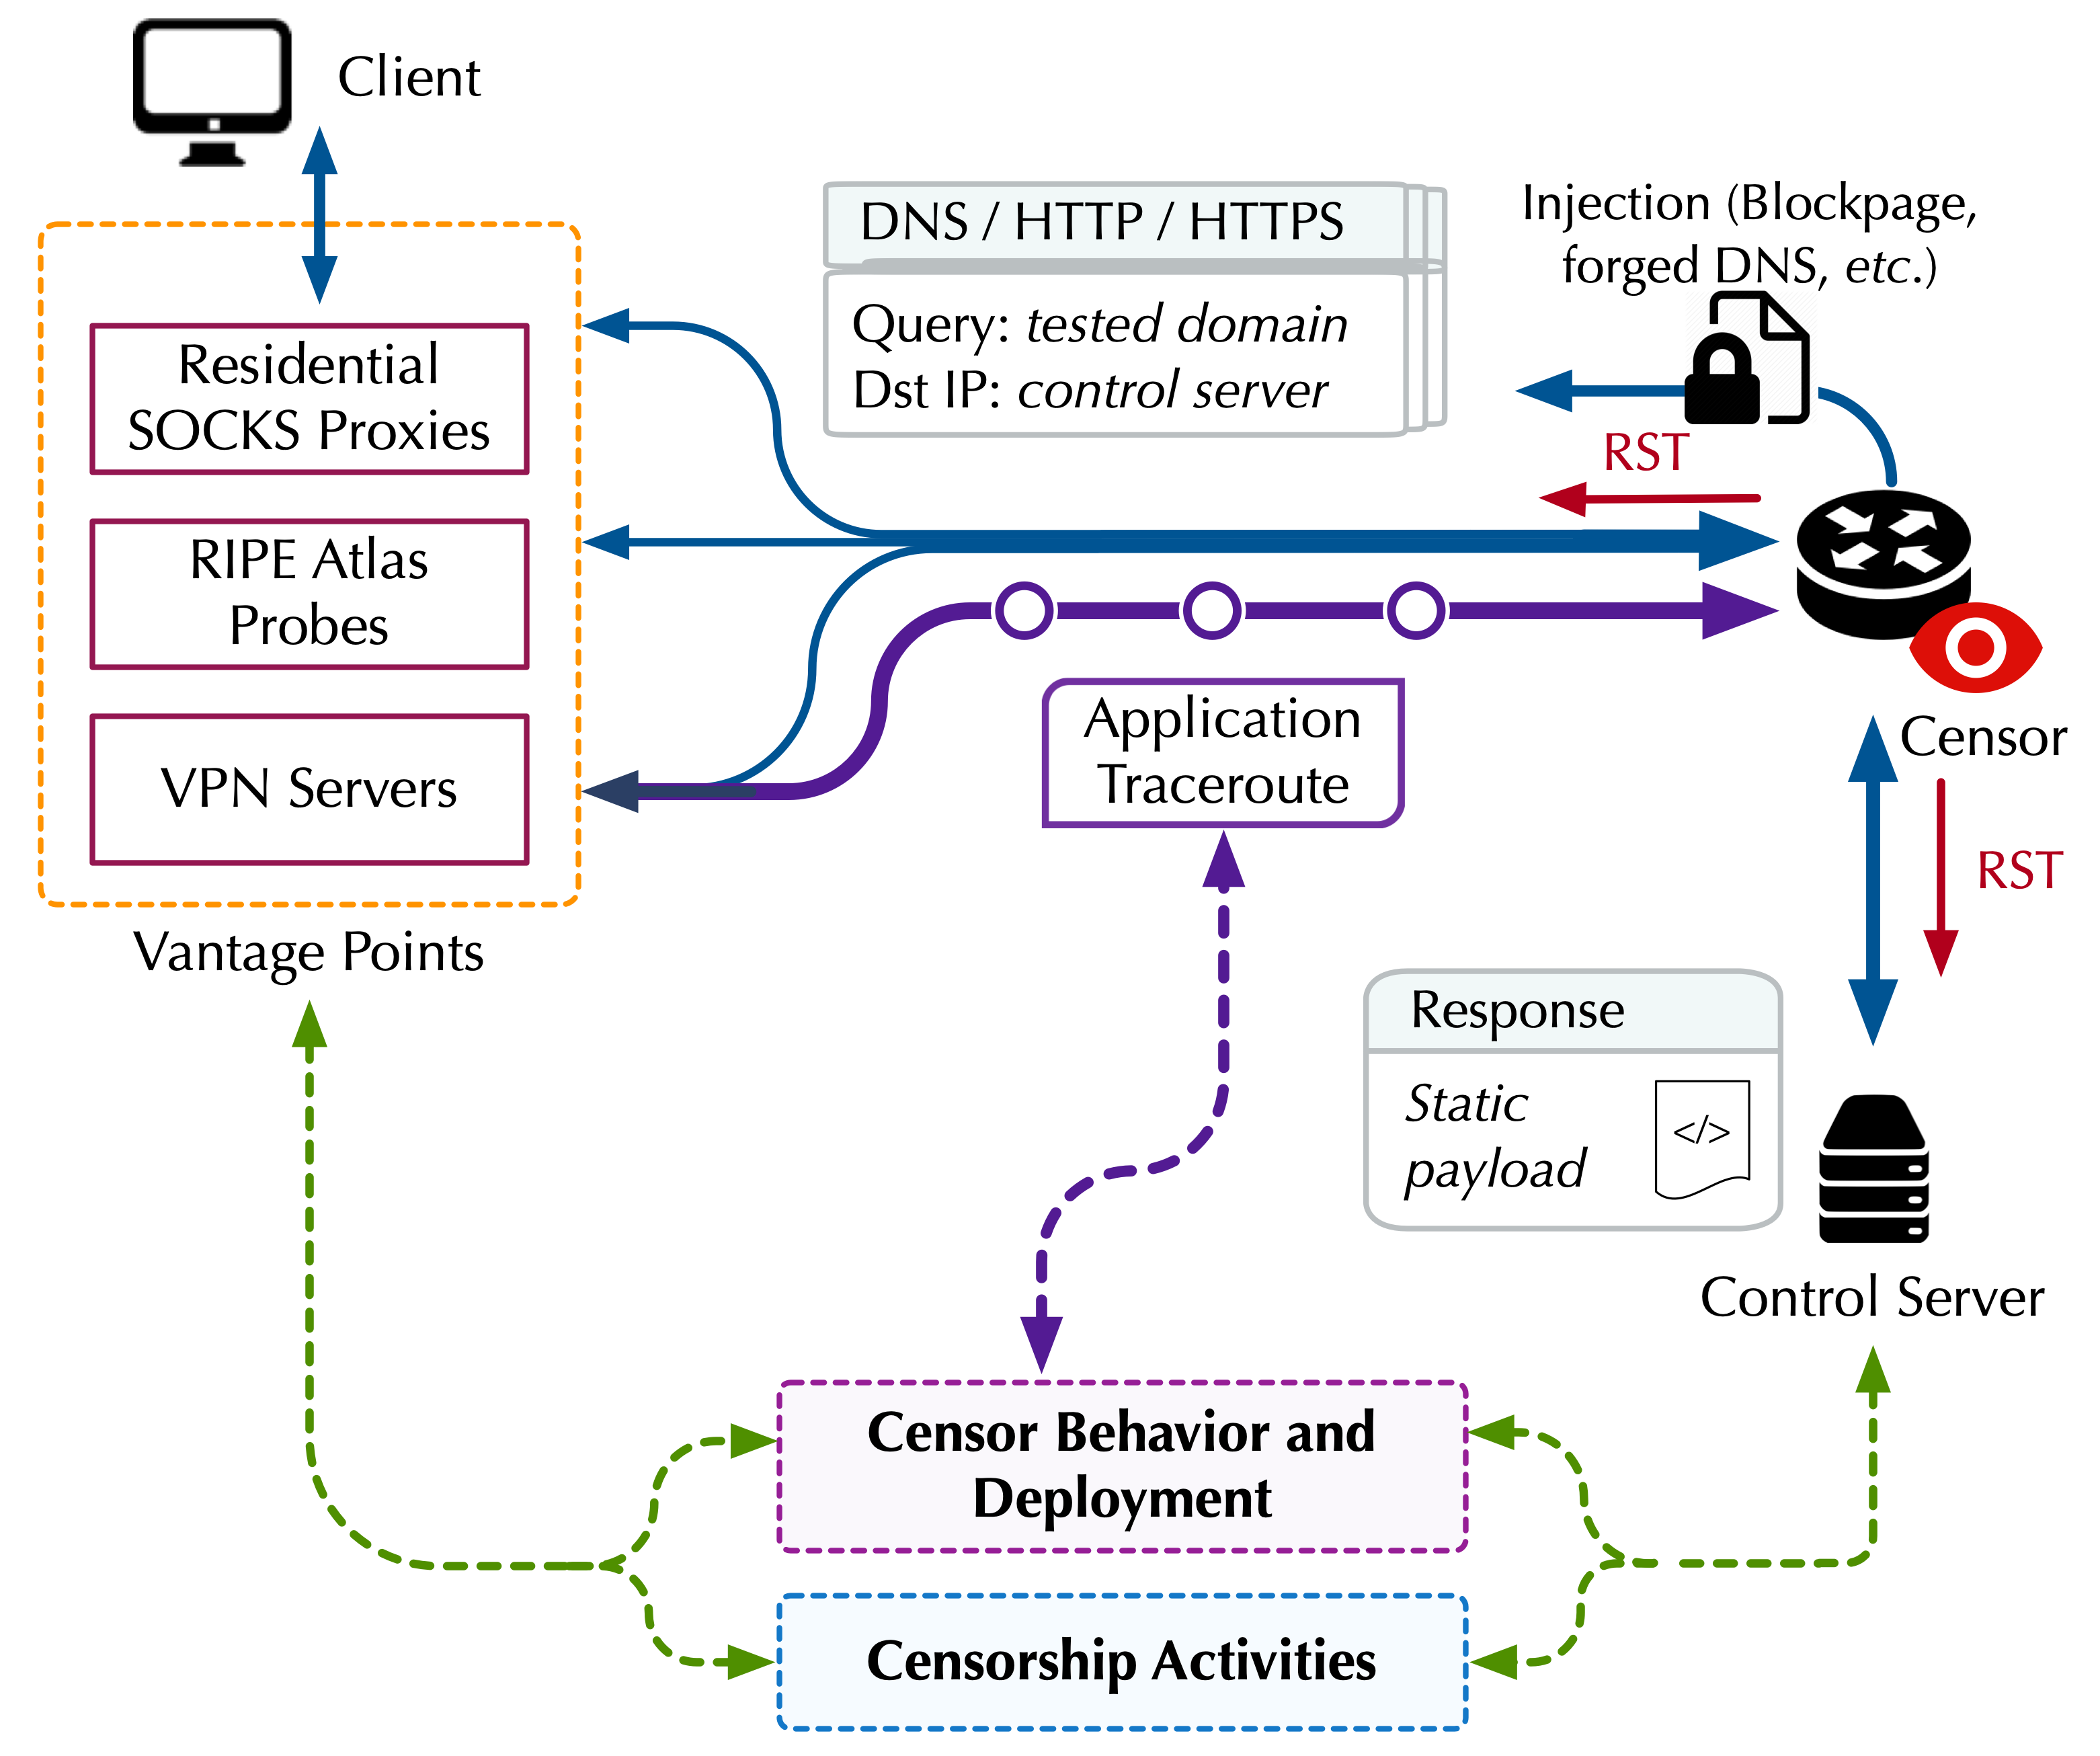 Client
Residential
SOCKS Proxies
RIPE Atlas
Probes
VPN Servers
Vantage Points
DNS / HTTP / HTTPS
Query: tested domain
Dst IP: control server
Injection (Blockpage,
forged DNS, etc.)
RST
Censor
RST
Application
Traceroute
Response
Static
payload
</>
Control Server
Censor Behavior and
Deployment
Censorship Activities